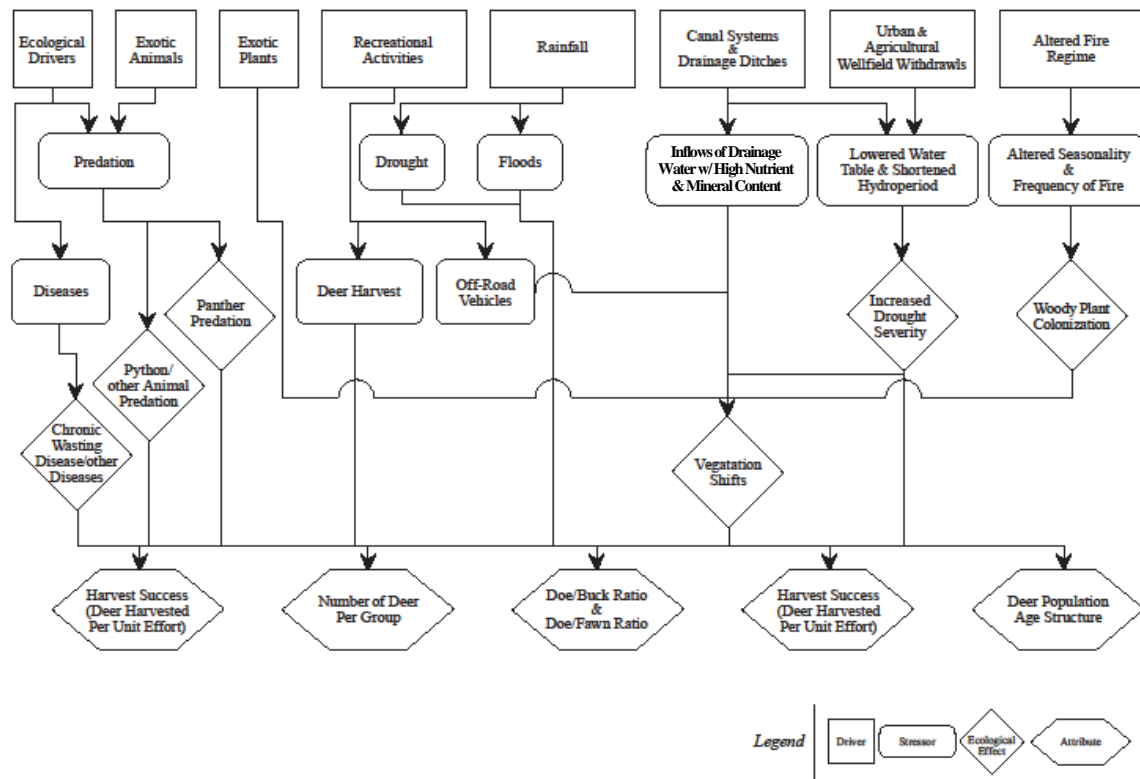 Ecological
Drivers
Exotic
Animals
Exotic
Plants
Recreational
Activities
Rainfall
Canal Systems
&
Drainage Ditches
Urban &
Agricultural
Wellfield Withdrawls
Altered Fire
Regime
Predation
Drought
Floods
Inflows of Drainage
Water w/ High Nutrient
& Mineral Content
Lowered Water
Table & Shortened
Hydroperiod
Altered Seasonality
&
Frequency of Fire
Diseases
Panther
Predation
Deer Harvest
Off-Road
Vehicles
Increased
Drought
Severity
Woody Plant
Colonization
Python/
other Animal
Predation
Chronic
Wasting
Disease/other
Diseases
Vegatation
Shifts
Harvest Success
(Deer Harvested
Per Unit Effort)
Number of Deer
Per Group
Doe/Buck Ratio
&
Doe/Fawn Ratio
Harvest Success
(Deer Harvested
Per Unit Effort)
Deer Population
Age Structure
Legend
Driver
Stressor
Ecological
Effect
Attribute